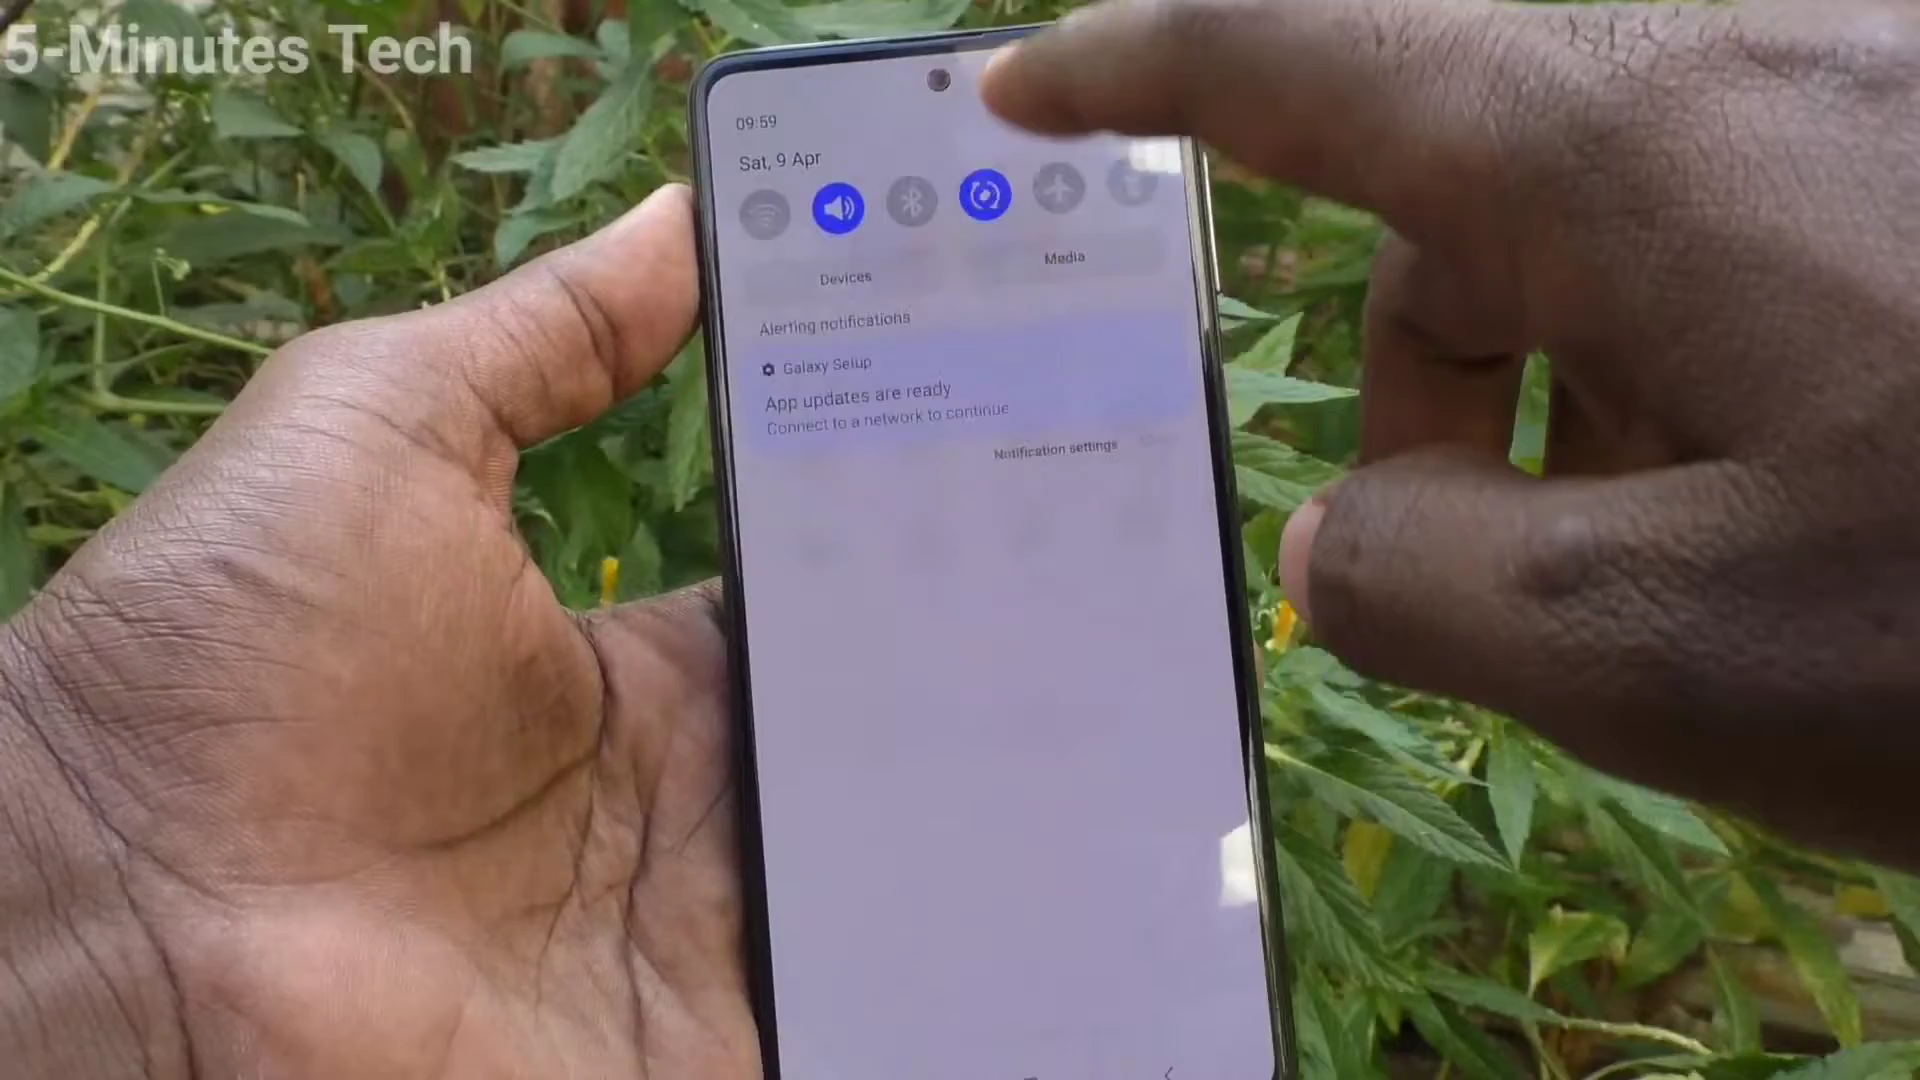 5-Minutes Tech
09:59
Sat, 9 Apr
Devices
Media
Alerting notifications
Galaxy Setup
App updates are ready
Connect to a network to continue
Notification settings